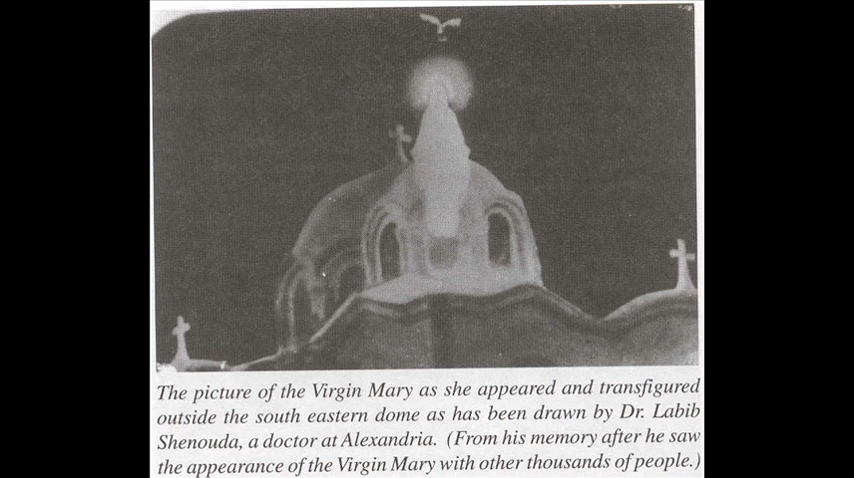 The picture of the Virgin Mary as she appeared and transfigured
outside the south eastern dome as has been drawn by Dr. Labib
Shenouda, a doctor at Alexandria. (From his memory after he saw
the appearance of the Virgin Mary with other thousands of people.)